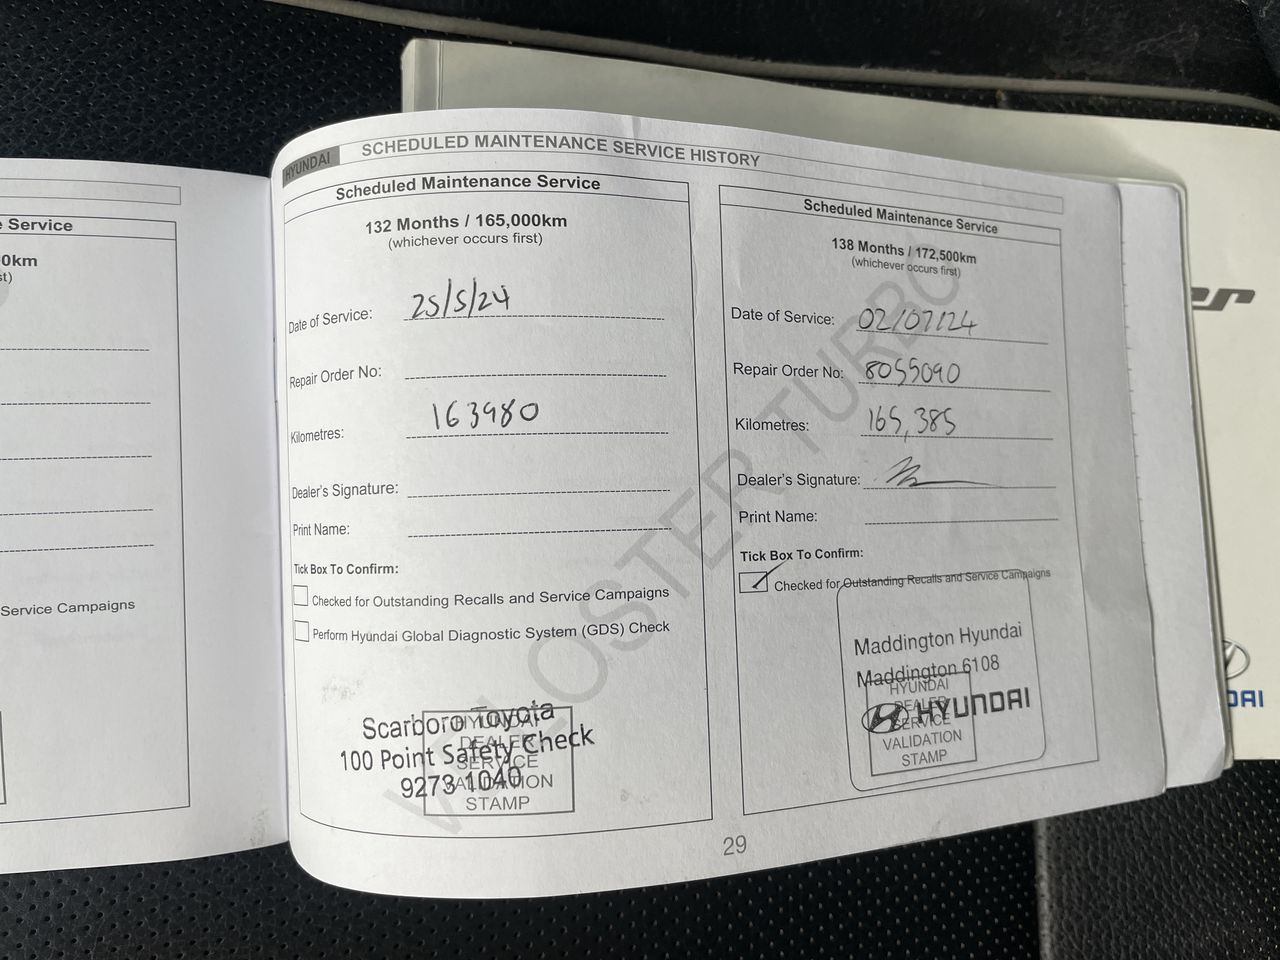 Service
0km
st)
Service Campaigns
HYUNDAI
SCHEDULED MAINTENANCE SERVICE HISTORY
Scheduled Maintenance Service
132 Months / 165,000km
(whichever occurs first)
Date of Service: 25/5/24
Repair Order No:
Kilometres: 163980
Dealer's Signature:
Print Name:
Tick Box To Confirm:
Checked for Outstanding Recalls and Service Campaigns
Perform Hyundai Global Diagnostic System (GDS) Check
Scarboro Toyota
100 Point Safety Check
9273 1040
HYUNDAI
DEALER
SERVICE
VALIDATION
STAMP
Scheduled Maintenance Service
138 Months / 172,500km
(whichever occurs first)
Date of Service: 02/07/24
Repair Order No: 8055090
Kilometres: 165,385
Dealer's Signature:
Print Name:
Tick Box To Confirm:
Checked for Outstanding Recalls and Service Campaigns
Maddington Hyundai
Maddington 6108
HYUNDAI
HYUNDAI
DEALER
SERVICE
VALIDATION
STAMP
VELOSTER TURBO
29
er
DAI